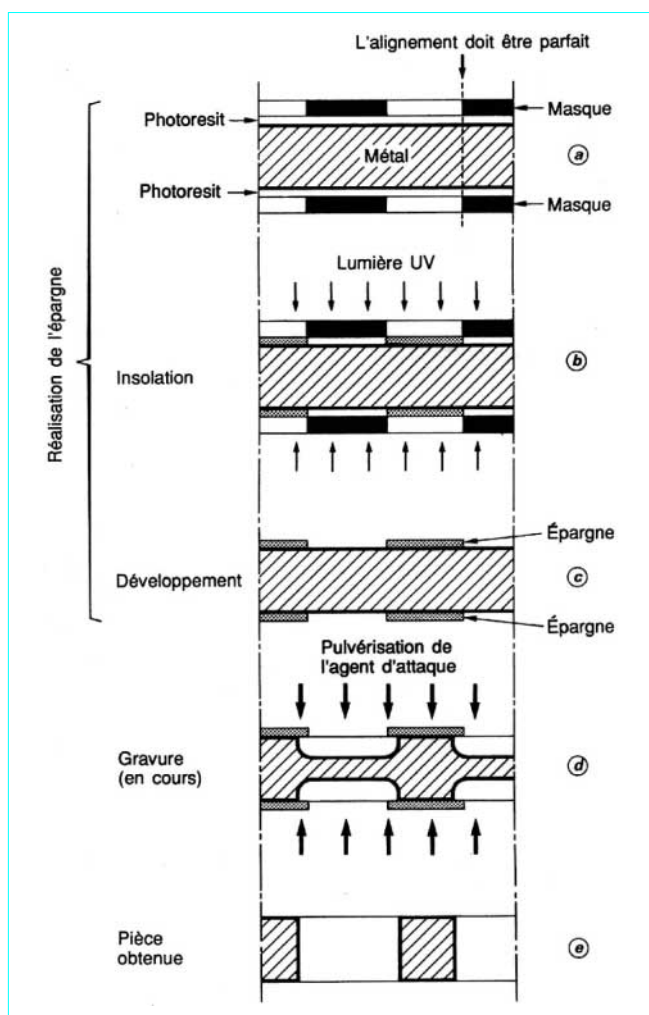 L'alignement doit être parfait
Photoresit
Masque
Métal
a
Photoresit
Masque
Réalisation de l'épargne
Lumière UV
b
Insolation
Épargne
Développement
c
Épargne
Pulvérisation de
l'agent d'attaque
Gravure
(en cours)
d
Pièce
obtenue
e